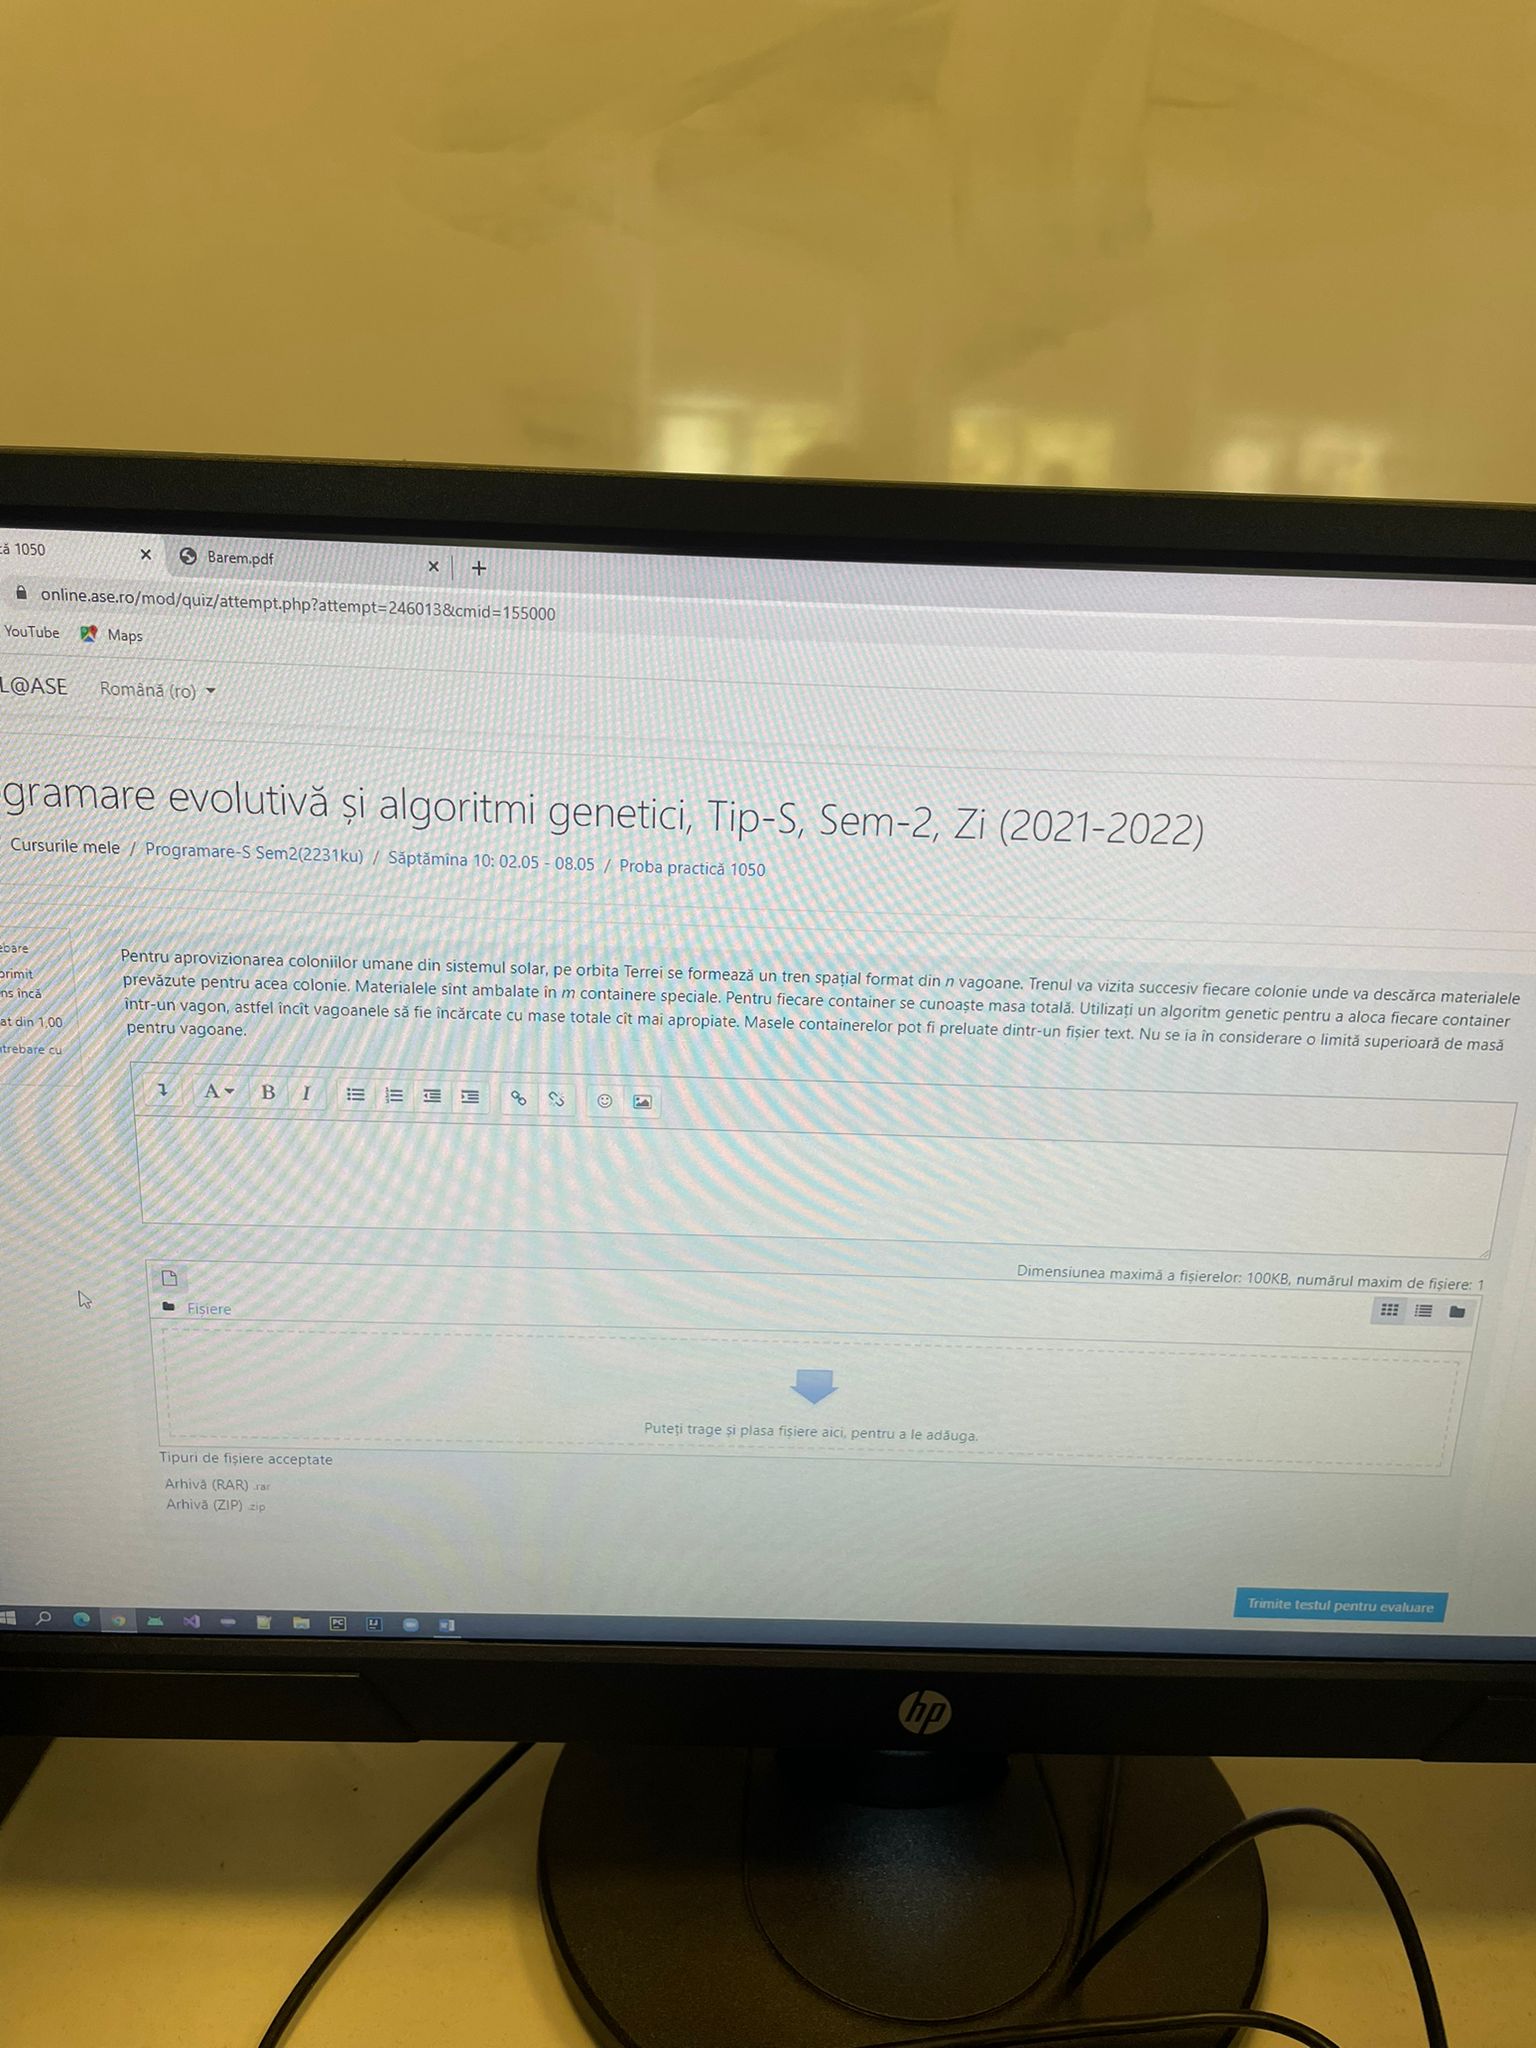 ă 1050
Barem.pdf
online.ase.ro/mod/quiz/attempt.php?attempt=246013&cmid=155000
YouTube Maps
L@ASE Română (ro)
gramare evolutivă și algoritmi genetici, Tip-S, Sem-2, Zi (2021-2022)
Cursurile mele / Programare-S Sem2(2231ku) / Săptămîna 10: 02.05 - 08.05 / Proba practică 1050
ebare
primit
ns încă
at din 1,00
trebare cu
Pentru aprovizionarea coloniilor umane din sistemul solar, pe orbita Terrei se formează un tren spațial format din n vagoane. Trenul va vizita succesiv fiecare colonie unde va descărca materialele
prevăzute pentru acea colonie. Materialele sînt ambalate în m containere speciale. Pentru fiecare container se cunoaște masa totală. Utilizați un algoritm genetic pentru a aloca fiecare container
într-un vagon, astfel încît vagoanele să fie încărcate cu mase totale cît mai apropiate. Masele containerelor pot fi preluate dintr-un fișier text. Nu se ia în considerare o limită superioară de masă
pentru vagoane.
A B I
Dimensiunea maximă a fișierelor: 100KB, numărul maxim de fișiere: 1
Fișiere
Puteți trage și plasa fișiere aici, pentru a le adăuga.
Tipuri de fișiere acceptate
Arhivă (RAR) .rar
Arhivă (ZIP) .zip
Trimite testul pentru evaluare
PC
IJ
hp